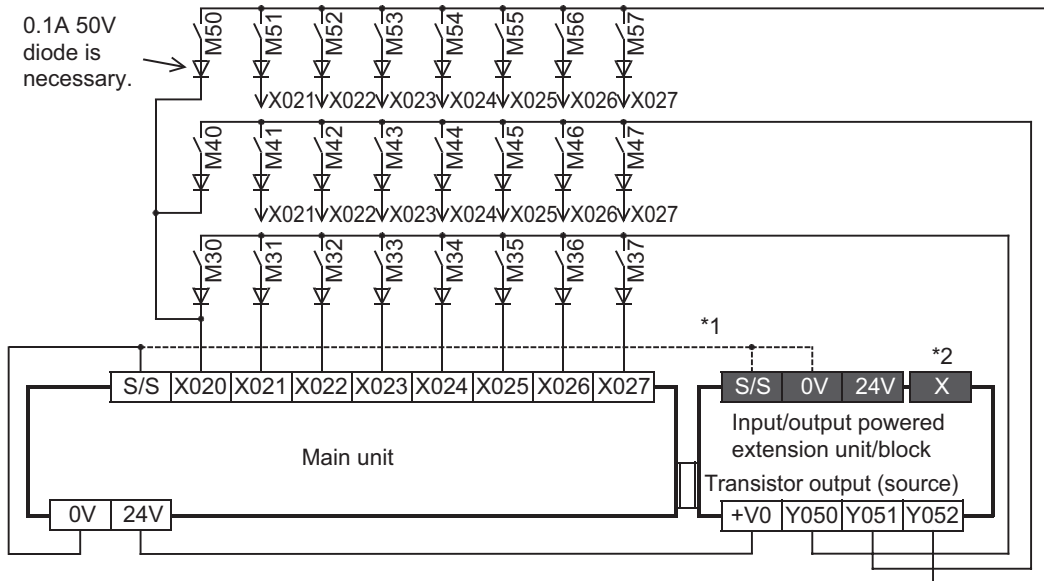 0.1A 50V
diode is
necessary.
M50 M51 M52 M53 M54 M55 M56 M57
X021 X022 X023 X024 X025 X026 X027
M40 M41 M42 M43 M44 M45 M46 M47
X021 X022 X023 X024 X025 X026 X027
M30 M31 M32 M33 M34 M35 M36 M37
*1
*2
S/S X020 X021 X022 X023 X024 X025 X026 X027
S/S 0V 24V X
Main unit
Input/output powered
extension unit/block
Transistor output (source)
0V 24V
+V0 Y050 Y051 Y052